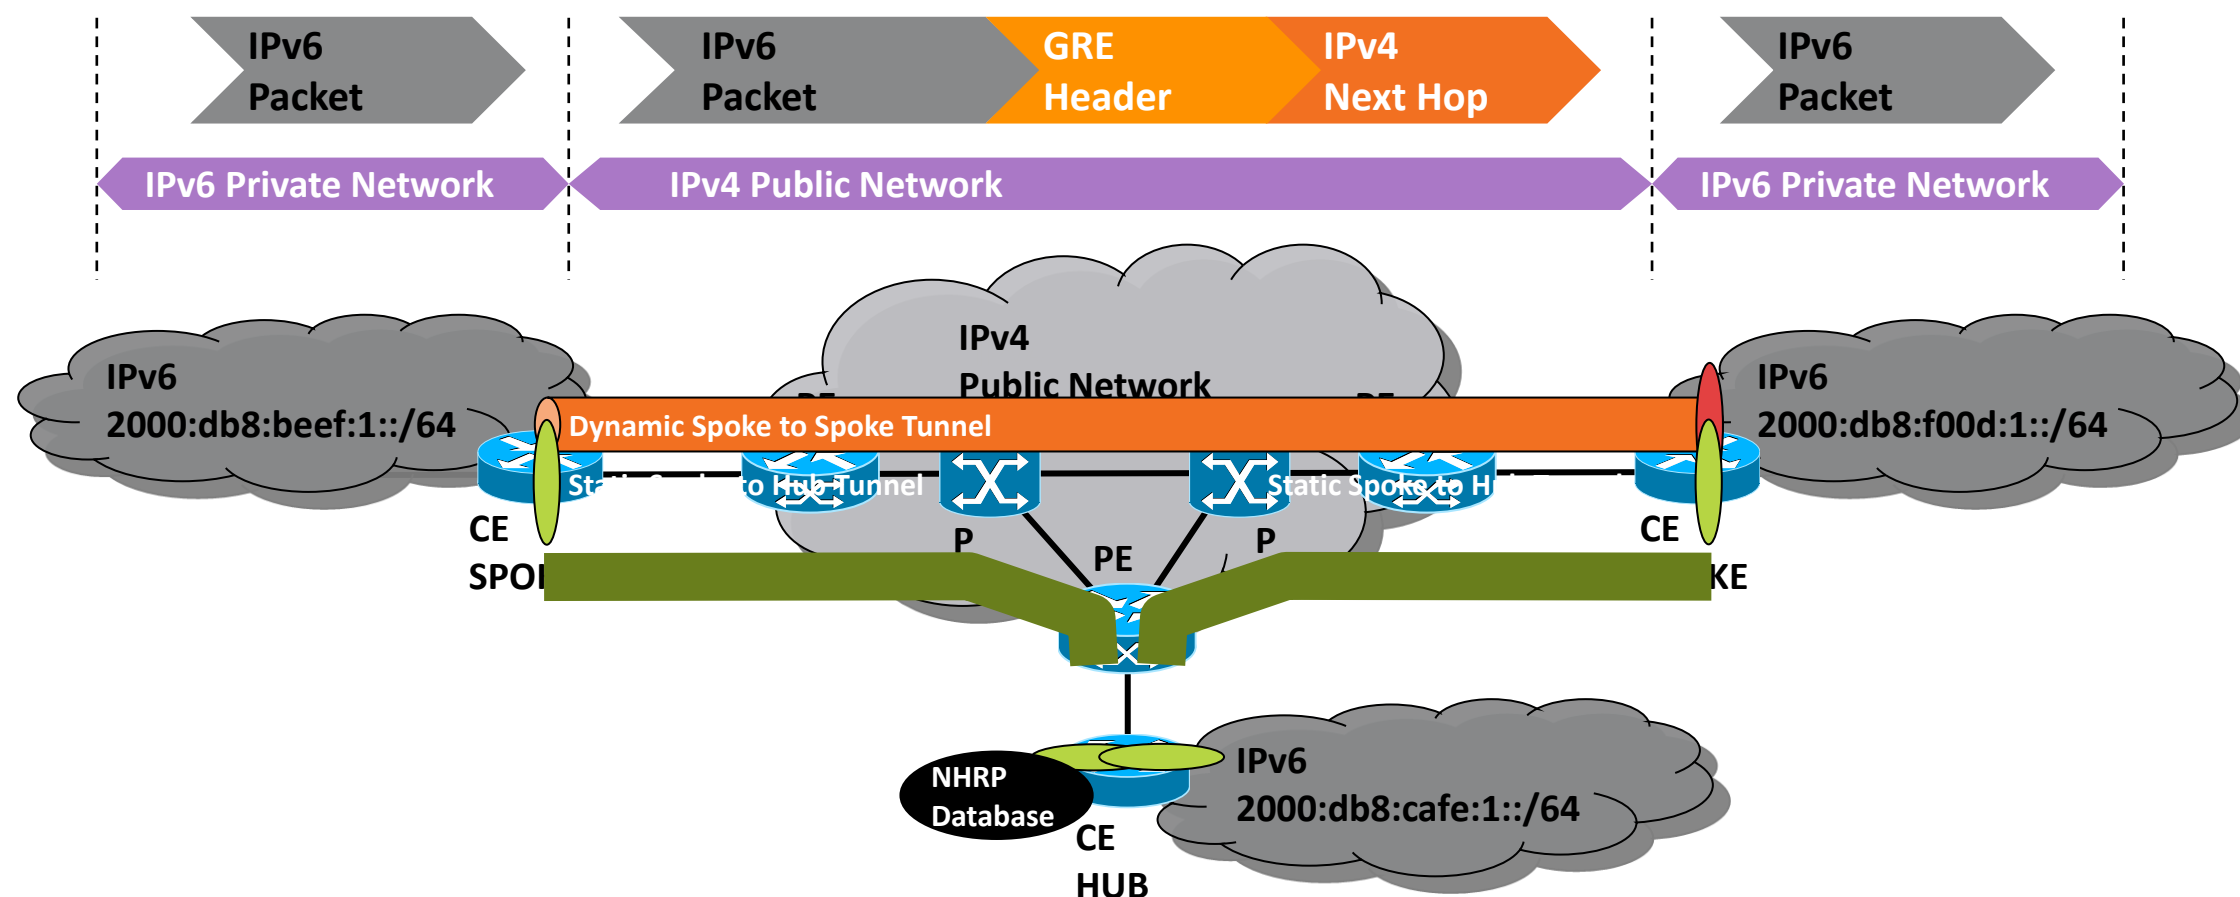 IPv6
Packet
IPv6
Packet
GRE
Header
IPv4
Next Hop
IPv6
Packet
IPv6 Private Network
IPv4 Public Network
IPv6 Private Network
IPv4
Public Network
IPv6
2000:db8:beef:1::/64
IPv6
2000:db8:f00d:1::/64
Dynamic Spoke to Spoke Tunnel
Static Spoke to Hub Tunnel
Static Spoke to
CE
CE
P
PE
P
IPv6
2000:db8:cafe:1::/64
NHRP
Database
CE
HUB